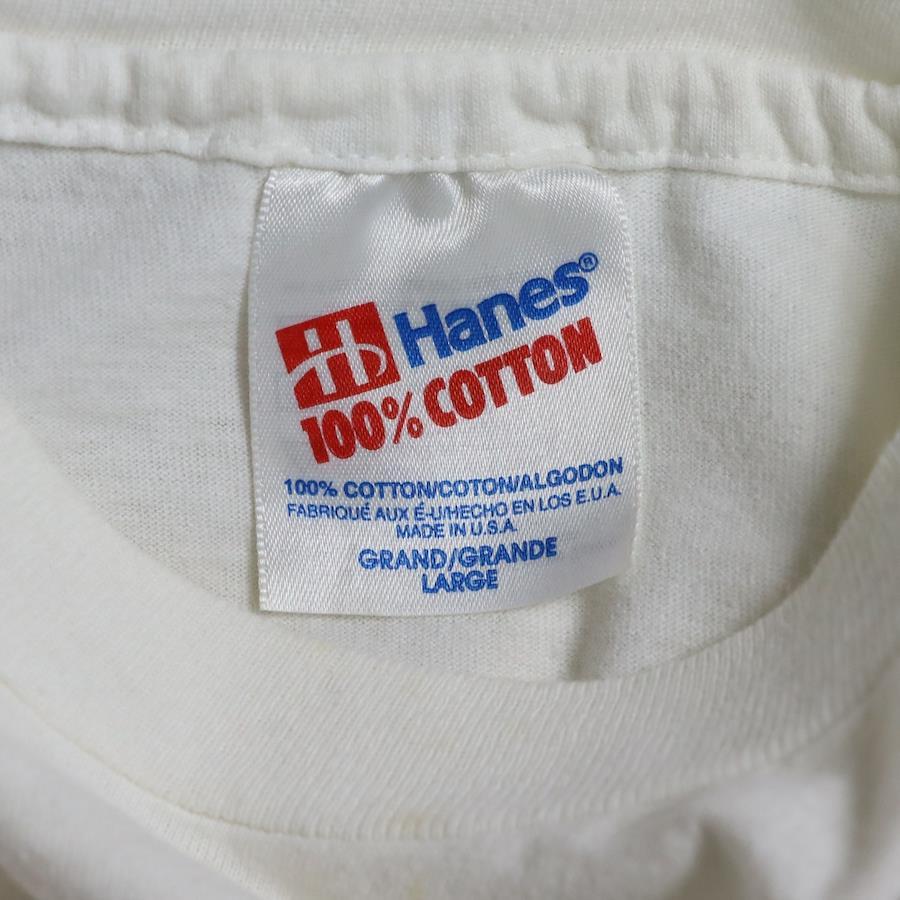 Hanes®
100% COTTON
100% COTTON/COTON/ALGODON
FABRIQUÉ AUX É-U/HECHO EN LOS E.U.A.
MADE IN U.S.A.
GRAND/GRANDE
LARGE